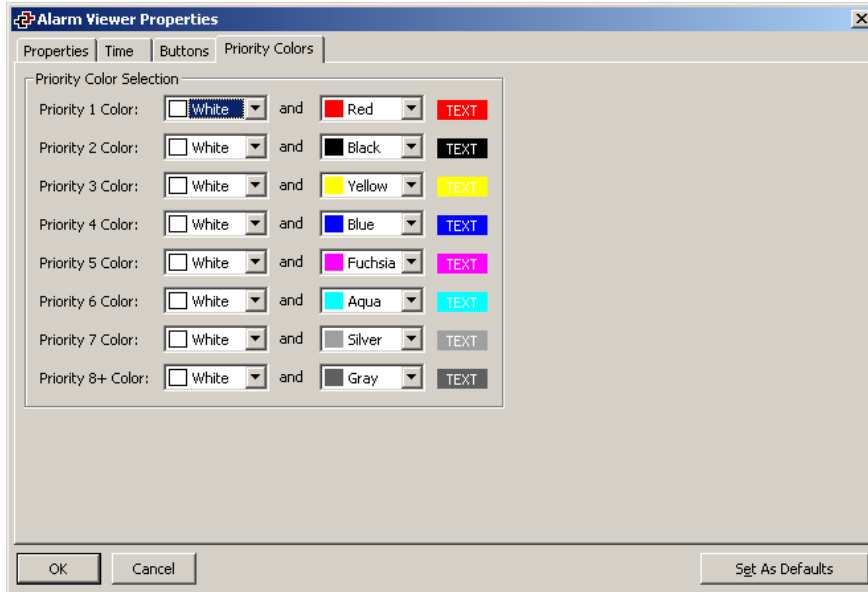 Alarm Viewer Properties
Properties Time Buttons Priority Colors
Priority Color Selection
Priority 1 Color: White and Red TEXT
Priority 2 Color: White and Black TEXT
Priority 3 Color: White and Yellow TEXT
Priority 4 Color: White and Blue TEXT
Priority 5 Color: White and Fuchsia TEXT
Priority 6 Color: White and Aqua TEXT
Priority 7 Color: White and Silver TEXT
Priority 8+ Color: White and Gray TEXT
OK Cancel Set As Defaults